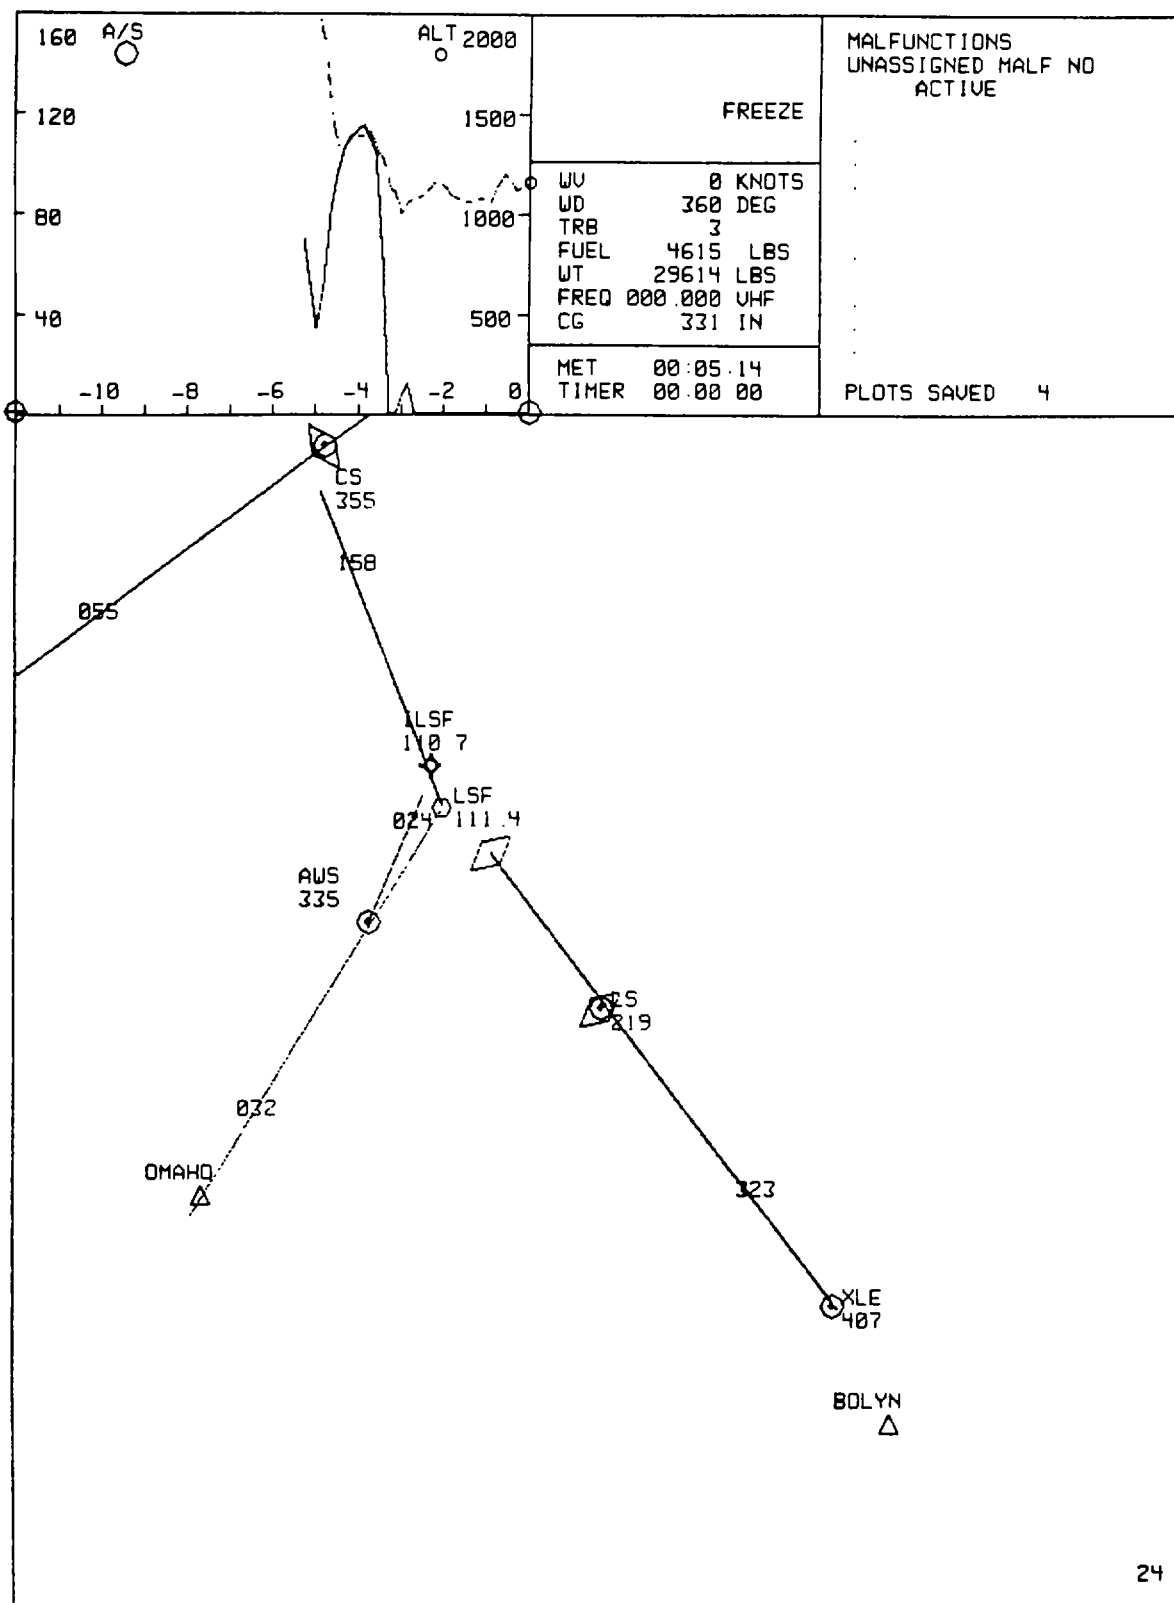 160 A/S ALT 2000
120 1500
80 1000
40 500
-10 -8 -6 -4 -2 0
FREEZE
WV 0 KNOTS
WD 360 DEG
TRB 3
FUEL 4615 LBS
WT 29614 LBS
FREQ 000.000 VHF
CG 331 IN
MET 00:05.14
TIMER 00.00 00
MALFUNCTIONS
UNASSIGNED MALF NO
ACTIVE
PLOTS SAVED 4
CS
355
158
055
ILSF
110 7
LSF
111.4
024
AWS
335
CS
219
032
OMAHO
323
XLE
407
BOLYN
24